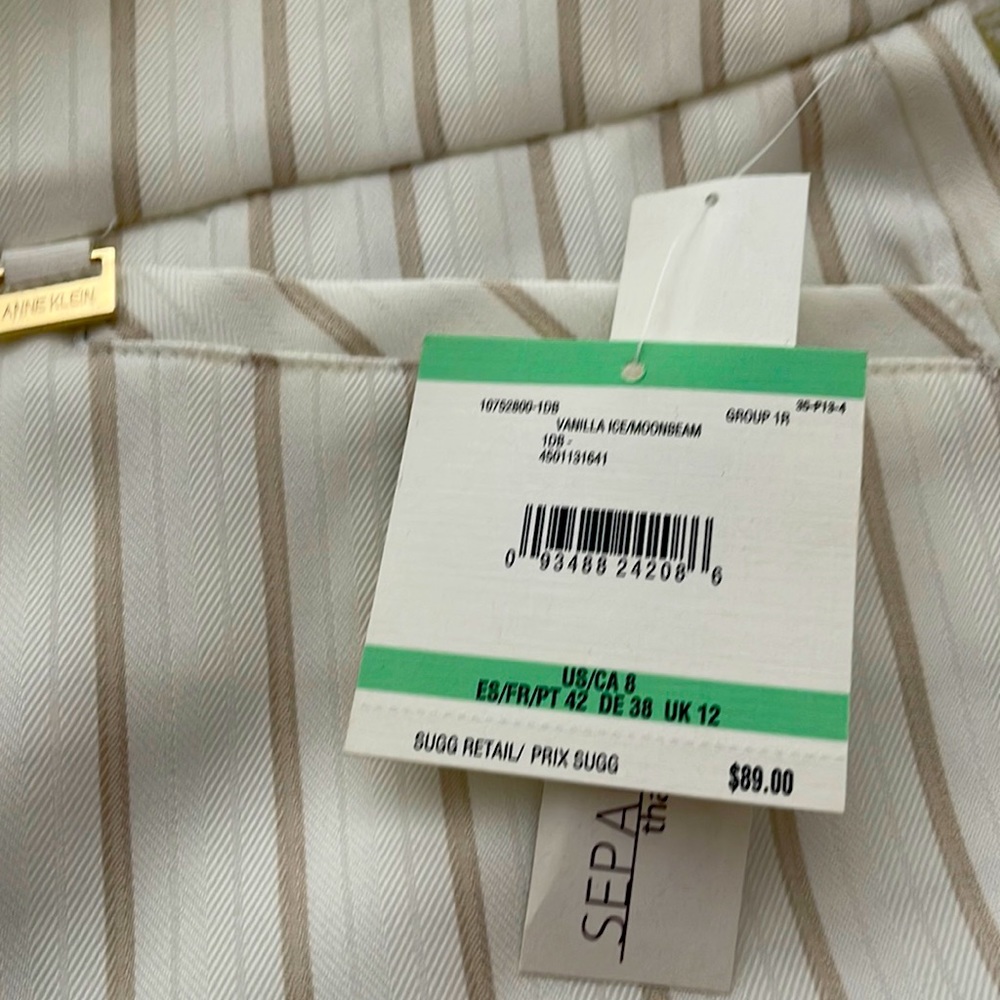 ANNE KLEIN
10752800-1DB
GROUP 1R
35-P13-4
VANILLA ICE/MOONBEAM
1DB -
4501131641
0 93488 24208 6
US/CA 8
ES/FR/PT 42 DE 38 UK 12
SUGG RETAIL/ PRIX SUGG
$89.00
SEPA
tha